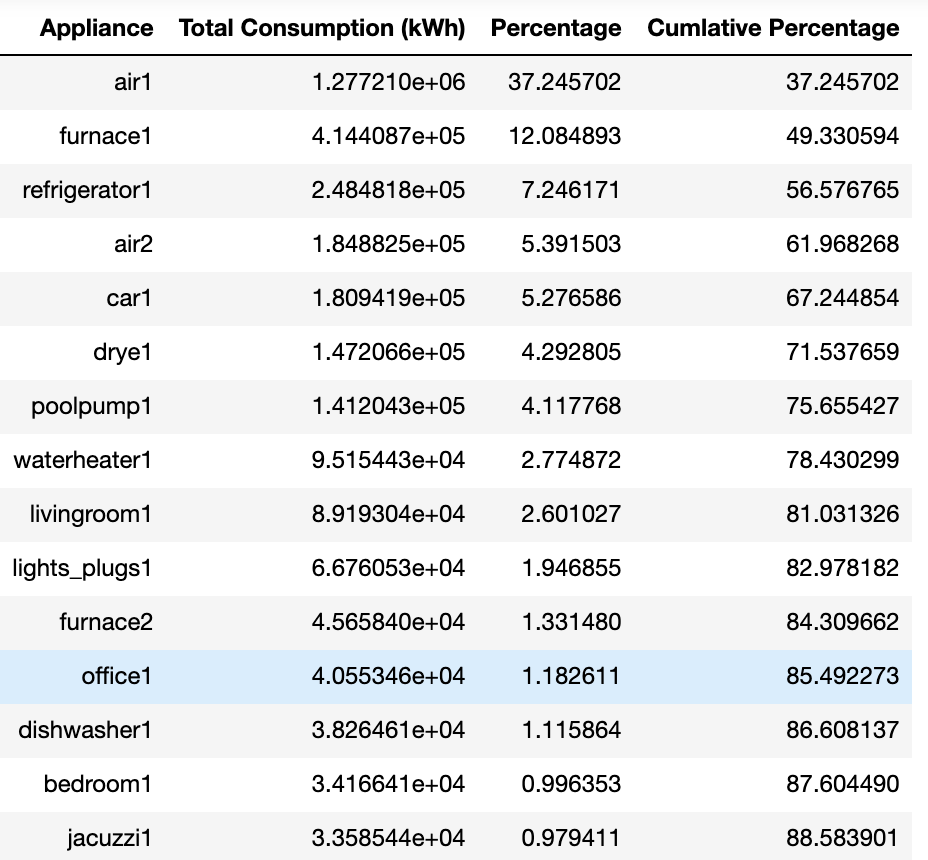 Appliance Total Consumption (kWh) Percentage Cumlative Percentage
air1 1.277210e+06 37.245702 37.245702
furnace1 4.144087e+05 12.084893 49.330594
refrigerator1 2.484818e+05 7.246171 56.576765
air2 1.848825e+05 5.391503 61.968268
car1 1.809419e+05 5.276586 67.244854
drye1 1.472066e+05 4.292805 71.537659
poolpump1 1.412043e+05 4.117768 75.655427
waterheater1 9.515443e+04 2.774872 78.430299
livingroom1 8.919304e+04 2.601027 81.031326
lights_plugs1 6.676053e+04 1.946855 82.978182
furnace2 4.565840e+04 1.331480 84.309662
office1 4.055346e+04 1.182611 85.492273
dishwasher1 3.826461e+04 1.115864 86.608137
bedroom1 3.416641e+04 0.996353 87.604490
jacuzzi1 3.358544e+04 0.979411 88.583901